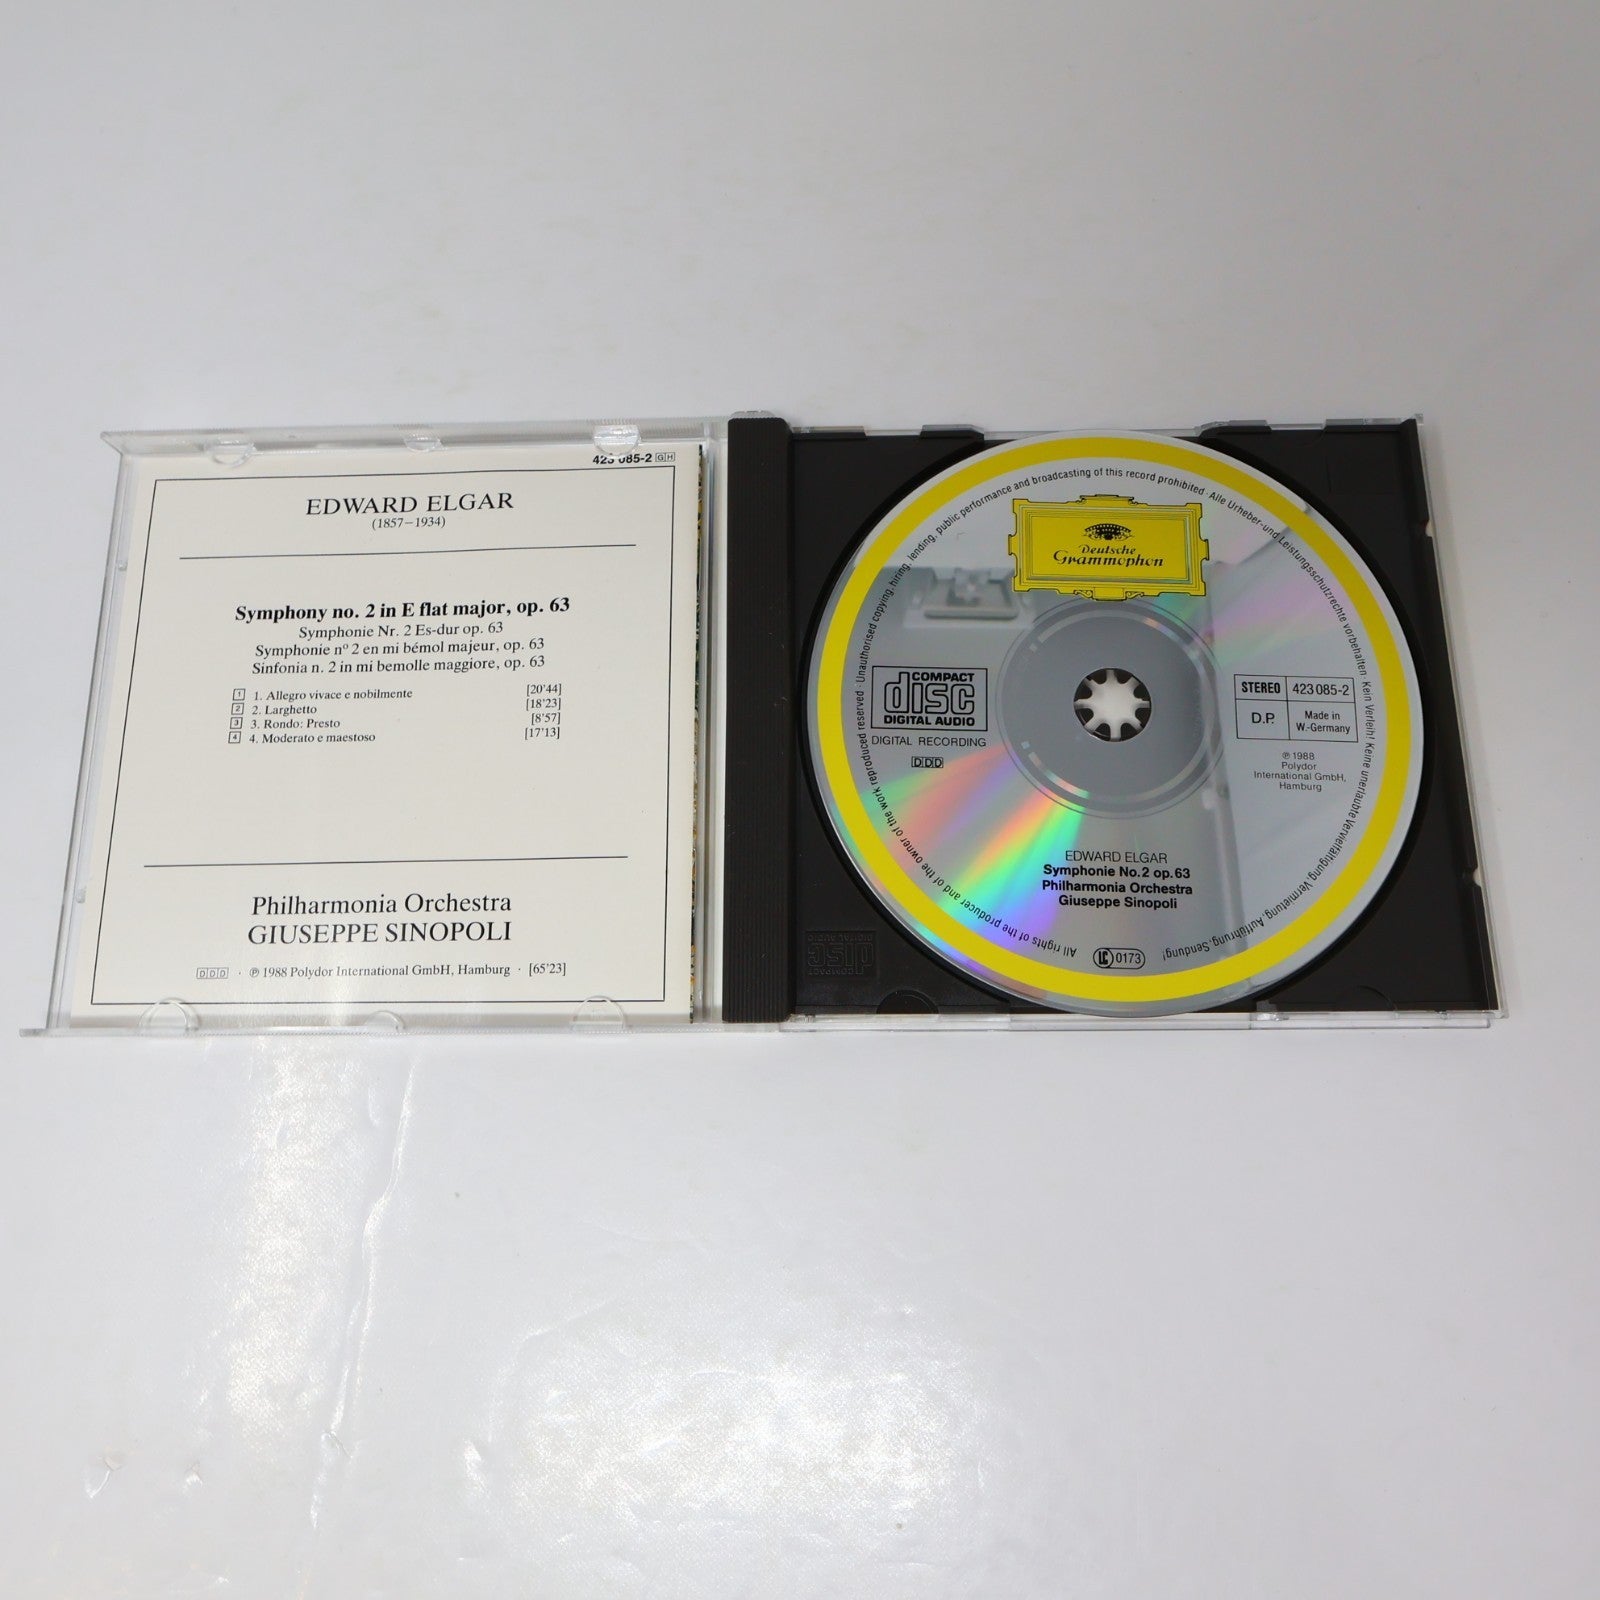 423 085-2 GH
EDWARD ELGAR
(1857–1934)
Symphony no. 2 in E flat major, op. 63
Symphonie Nr. 2 Es-dur op. 63
Symphonie nº 2 en mi bémol majeur, op. 63
Sinfonia n. 2 in mi bemolle maggiore, op. 63
1 1. Allegro vivace e nobilmente [20'44]
2 2. Larghetto [18'23]
3 3. Rondo: Presto [8'57]
4 4. Moderato e maestoso [17'13]
Philharmonia Orchestra
GIUSEPPE SINOPOLI
DDD · ℗ 1988 Polydor International GmbH, Hamburg · [65'23]
All rights of the producer and of the owner of the work reproduced reserved · Unauthorised copying, hiring, lending, public performance and broadcasting of this record prohibited · Alle Urheber- und Leistungsschutzrechte vorbehalten · Kein Verleih! Keine unerlaubte Vervielfältigung, Vermietung, Aufführung, Sendung!
Deutsche
Grammophon
COMPACT
disc
DIGITAL AUDIO
DIGITAL RECORDING
DDD
STEREO 423 085-2
D.P. Made in
W.-Germany
℗ 1988
Polydor
International GmbH,
Hamburg
EDWARD ELGAR
Symphonie No. 2 op. 63
Philharmonia Orchestra
Giuseppe Sinopoli
LC 0173
COMPACT
disc
DIGITAL AUDIO